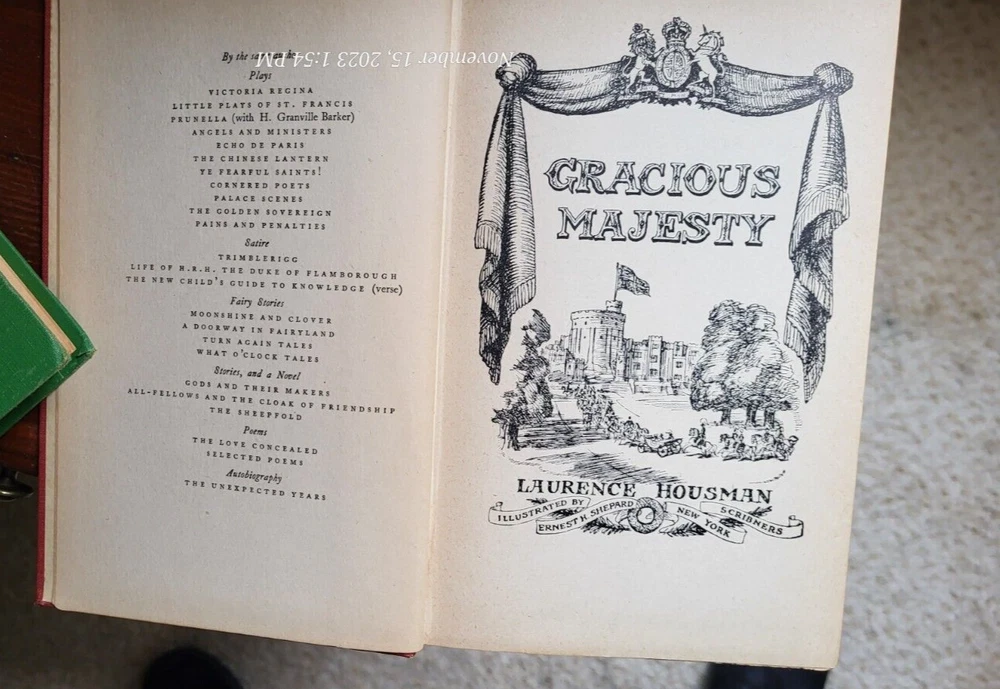 By the same author
November 15, 2023 1:54 PM
Plays
VICTORIA REGINA
LITTLE PLAYS OF ST. FRANCIS
PRUNELLA (with H. Granville Barker)
ANGELS AND MINISTERS
ECHO DE PARIS
THE CHINESE LANTERN
YE FEARFUL SAINTS!
CORNERED POETS
PALACE SCENES
THE GOLDEN SOVEREIGN
PAINS AND PENALTIES
Satire
TRIMBLERIGG
LIFE OF H.R.H. THE DUKE OF FLAMBOROUGH
THE NEW CHILD'S GUIDE TO KNOWLEDGE (verse)
Fairy Stories
MOONSHINE AND CLOVER
A DOORWAY IN FAIRYLAND
TURN AGAIN TALES
WHAT O'CLOCK TALES
Stories, and a Novel
GODS AND THEIR MAKERS
ALL-FELLOWS AND THE CLOAK OF FRIENDSHIP
THE SHEEPFOLD
Poems
THE LOVE CONCEALED
SELECTED POEMS
Autobiography
THE UNEXPECTED YEARS
GRACIOUS
MAJESTY
LAURENCE HOUSMAN
ILLUSTRATED BY
ERNEST H. SHEPARD
NEW YORK
SCRIBNERS